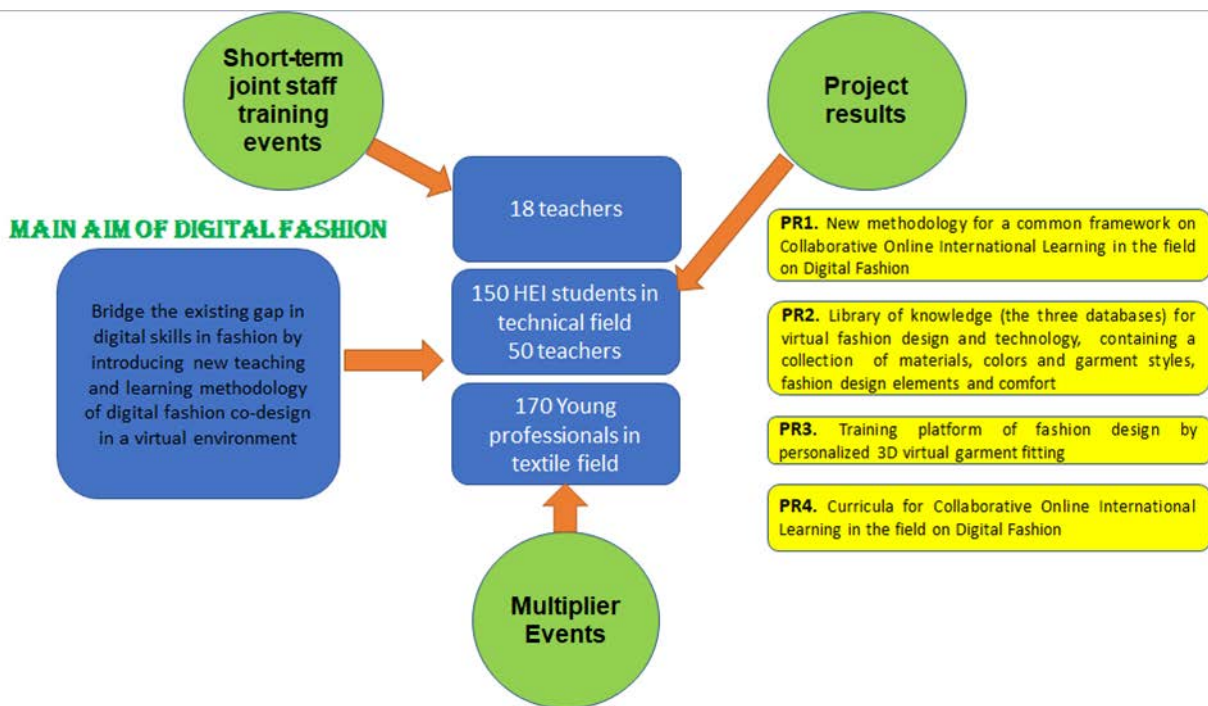 Short-term
joint staff
training
events
Project
results
18 teachers
MAIN AIM OF DIGITAL FASHION
Bridge the existing gap in
digital skills in fashion by
introducing new teaching
and learning methodology
of digital fashion co-design
in a virtual environment
150 HEI students in
technical field
50 teachers
170 Young
professionals in
textile field
Multiplier
Events
PR1. New methodology for a common framework on
Collaborative Online International Learning in the field
on Digital Fashion
PR2. Library of knowledge (the three databases) for
virtual fashion design and technology, containing a
collection of materials, colors and garment styles,
fashion design elements and comfort
PR3. Training platform of fashion design by
personalized 3D virtual garment fitting
PR4. Curricula for Collaborative Online International
Learning in the field on Digital Fashion